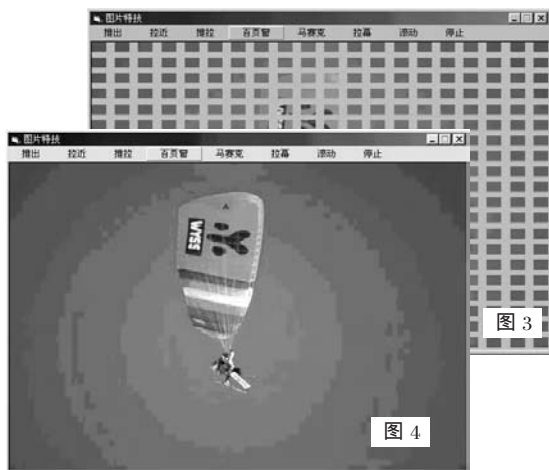 图片特技
推出 拉近 推拉 百页窗 马赛克 拉幕 滚动 停止
图 3
图片特技
推出 拉近 推拉 百页窗 马赛克 拉幕 滚动 停止
WYSS
图 4